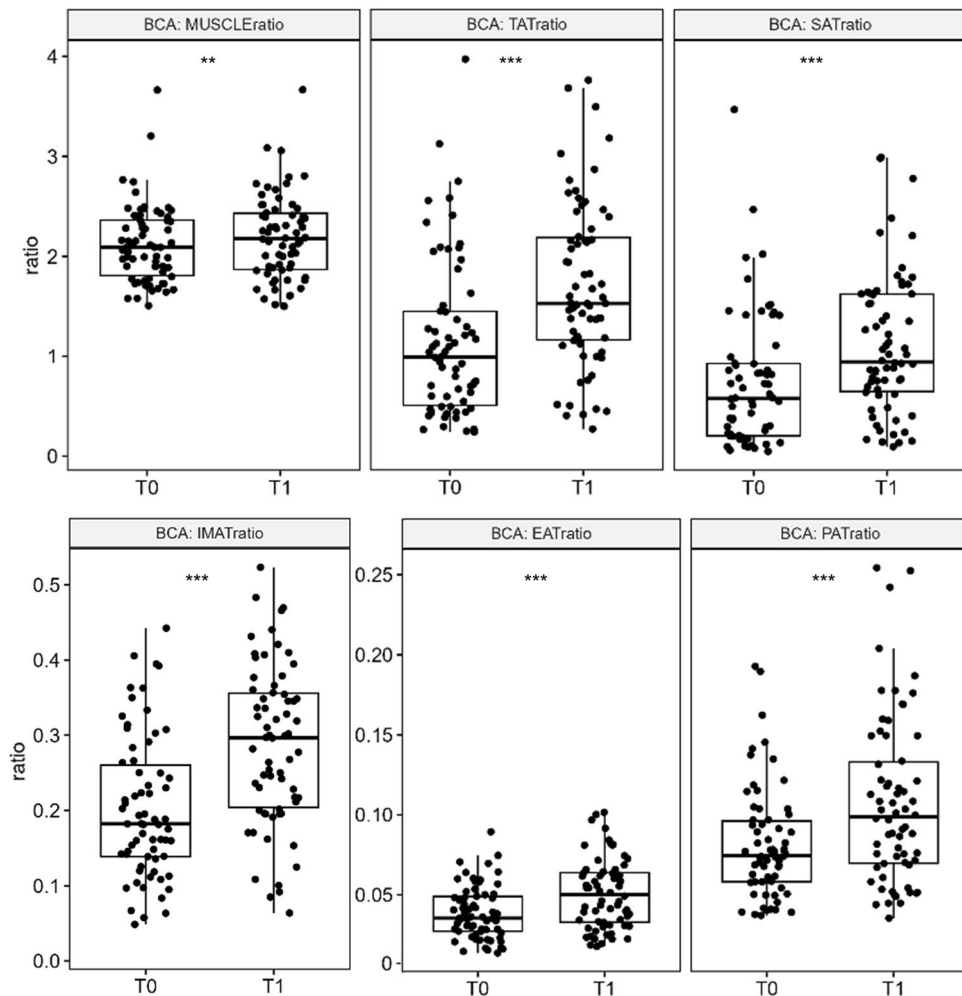 BCA: MUSCLEratio BCA: TATratio BCA: SATratio
** *** ***
4
3
2
1
0
ratio
T0 T1 T0 T1 T0 T1
BCA: IMATratio BCA: EATratio BCA: PATratio
*** *** ***
0.5
0.4
0.3
0.2
0.1
0.0
ratio
0.25
0.20
0.15
0.10
0.05
0
T0 T1 T0 T1 T0 T1